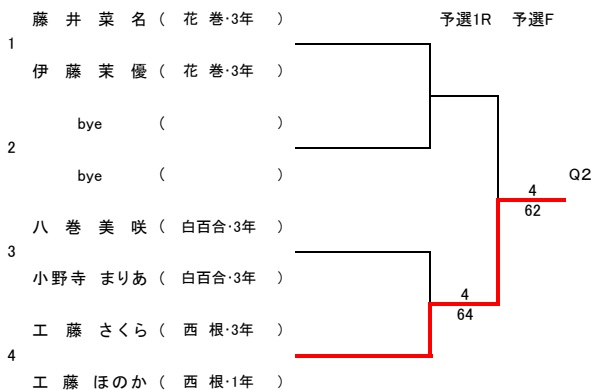 藤 井 菜 名 ( 花 巻・3年 ) 予選1R 予選F
1
伊 藤 茉 優 ( 花 巻・3年 )
bye ( )
2
bye ( ) Q2
4
62
八 巻 美 咲 ( 白百合・3年 )
3
小野寺 まりあ ( 白百合・3年 )
4
64
工 藤 さくら ( 西 根・3年 )
4
工 藤 ほのか ( 西 根・1年 )